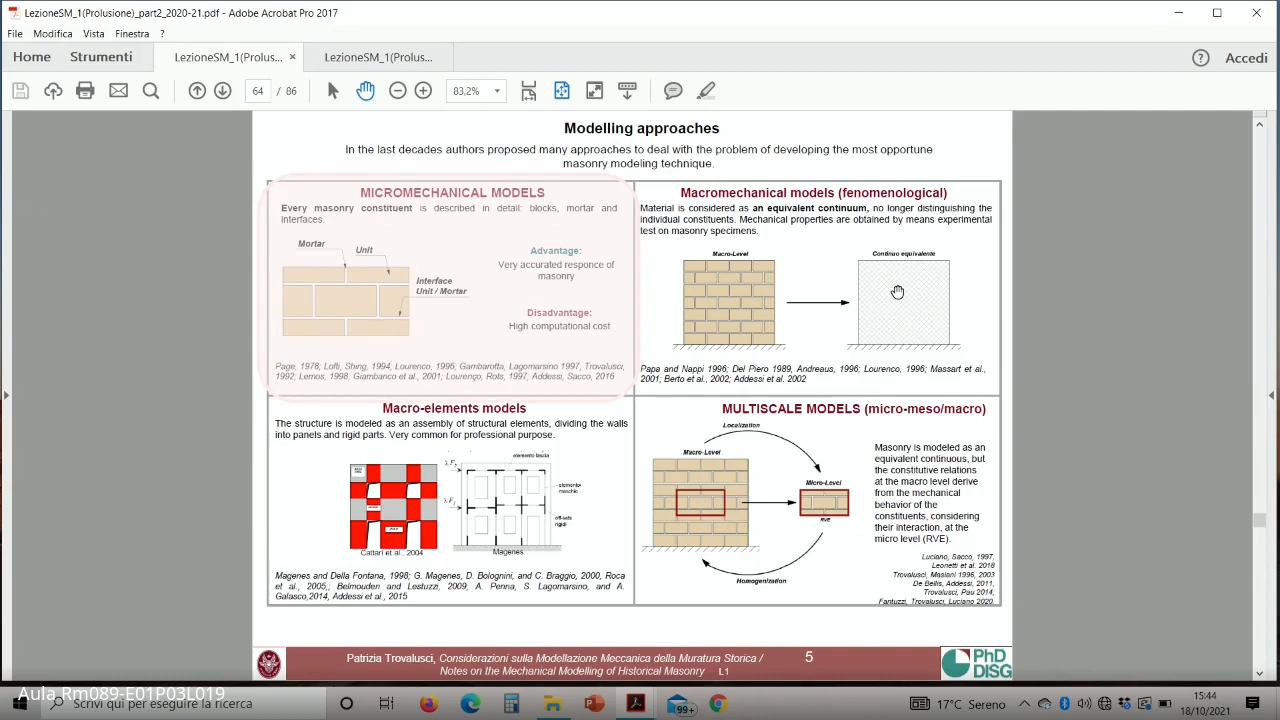 LezioneSM_1(Prolusione)_part2_2020-21.pdf - Adobe Acrobat Pro 2017
File Modifica Vista Finestra ?
Home Strumenti LezioneSM_1(Prolus... × LezioneSM_1(Prolus... ? Accedi
64 / 86 83,2%
Modelling approaches
In the last decades authors proposed many approaches to deal with the problem of developing the most opportune
masonry modeling technique.
MICROMECHANICAL MODELS
Every masonry constituent is described in detail: blocks, mortar and
interfaces.
Mortar
Unit
Interface
Unit / Mortar
Advantage:
Very accurated responce of
masonry
Disadvantage:
High computational cost
Page, 1978; Lofti, Shing, 1994; Lourenco, 1996; Gambarotta, Lagomarsino 1997, Trovalusci,
1992; Lemos, 1998, Gambanco et al., 2001; Lourenço, Rots, 1997, Addessi, Sacco, 2016
Macromechanical models (fenomenological)
Material is considered as an equivalent continuum, no longer distinguishing the
individual constituents. Mechanical properties are obtained by means experimental
test on masonry specimens.
Macro-Level
Continuo equivalente
Papa and Nappi 1996; Del Piero 1989, Andreaus, 1996; Lourenco, 1996; Massart et al.,
2001; Berto et al., 2002; Addessi et al. 2002
Macro-elements models
The structure is modeled as an assembly of structural elements, dividing the walls
into panels and rigid parts. Very common for professional purpose.
elemento fascia
elemento
maschio
offsets
rigidi
Cattari et al., 2004
Magenes
Magenes and Della Fontana, 1998; G. Magenes, D. Bolognini, and C. Braggio, 2000, Roca
et al., 2005,; Belmouden and Lestuzzi, 2009, A. Penna, S. Lagomarsino, and A.
Galasco,2014, Addessi et al., 2015
MULTISCALE MODELS (micro-meso/macro)
Localization
Macro-Level
Micro-Level
RVE
Homogenization
Masonry is modeled as an
equivalent continuous, but
the constitutive relations
at the macro level derive
from the mechanical
behavior of the
constituents, considering
their interaction, at the
micro level (RVE).
Luciano, Sacco, 1997,
Leonetti et al. 2018
Trovalusci, Masiani 1996, 2003
De Bellis, Addessi, 2011,
Trovalusci, Pau 2014,
Fantuzzi, Trovalusci, Luciano 2020,
Patrizia Trovalusci, Considerazioni sulla Modellazione Meccanica della Muratura Storica /
Notes on the Mechanical Modelling of Historical Masonry L1
5
PhD
DISG
Aula Rm089-E01P03L019
Scrivi qui per eseguire la ricerca
99+
17°C Sereno
15:44
18/10/2021